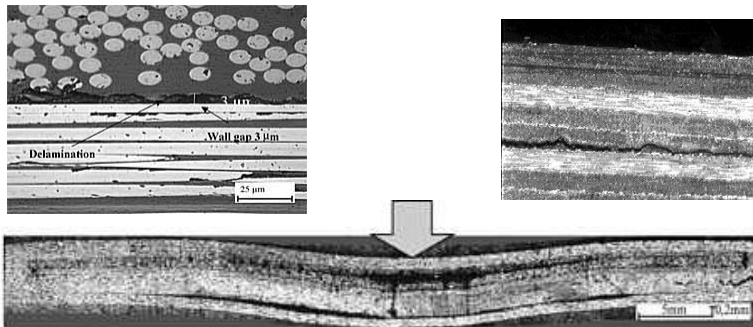 3 μm
Wall gap 3 μm
Delamination
25 μm
5mm
0,2mm